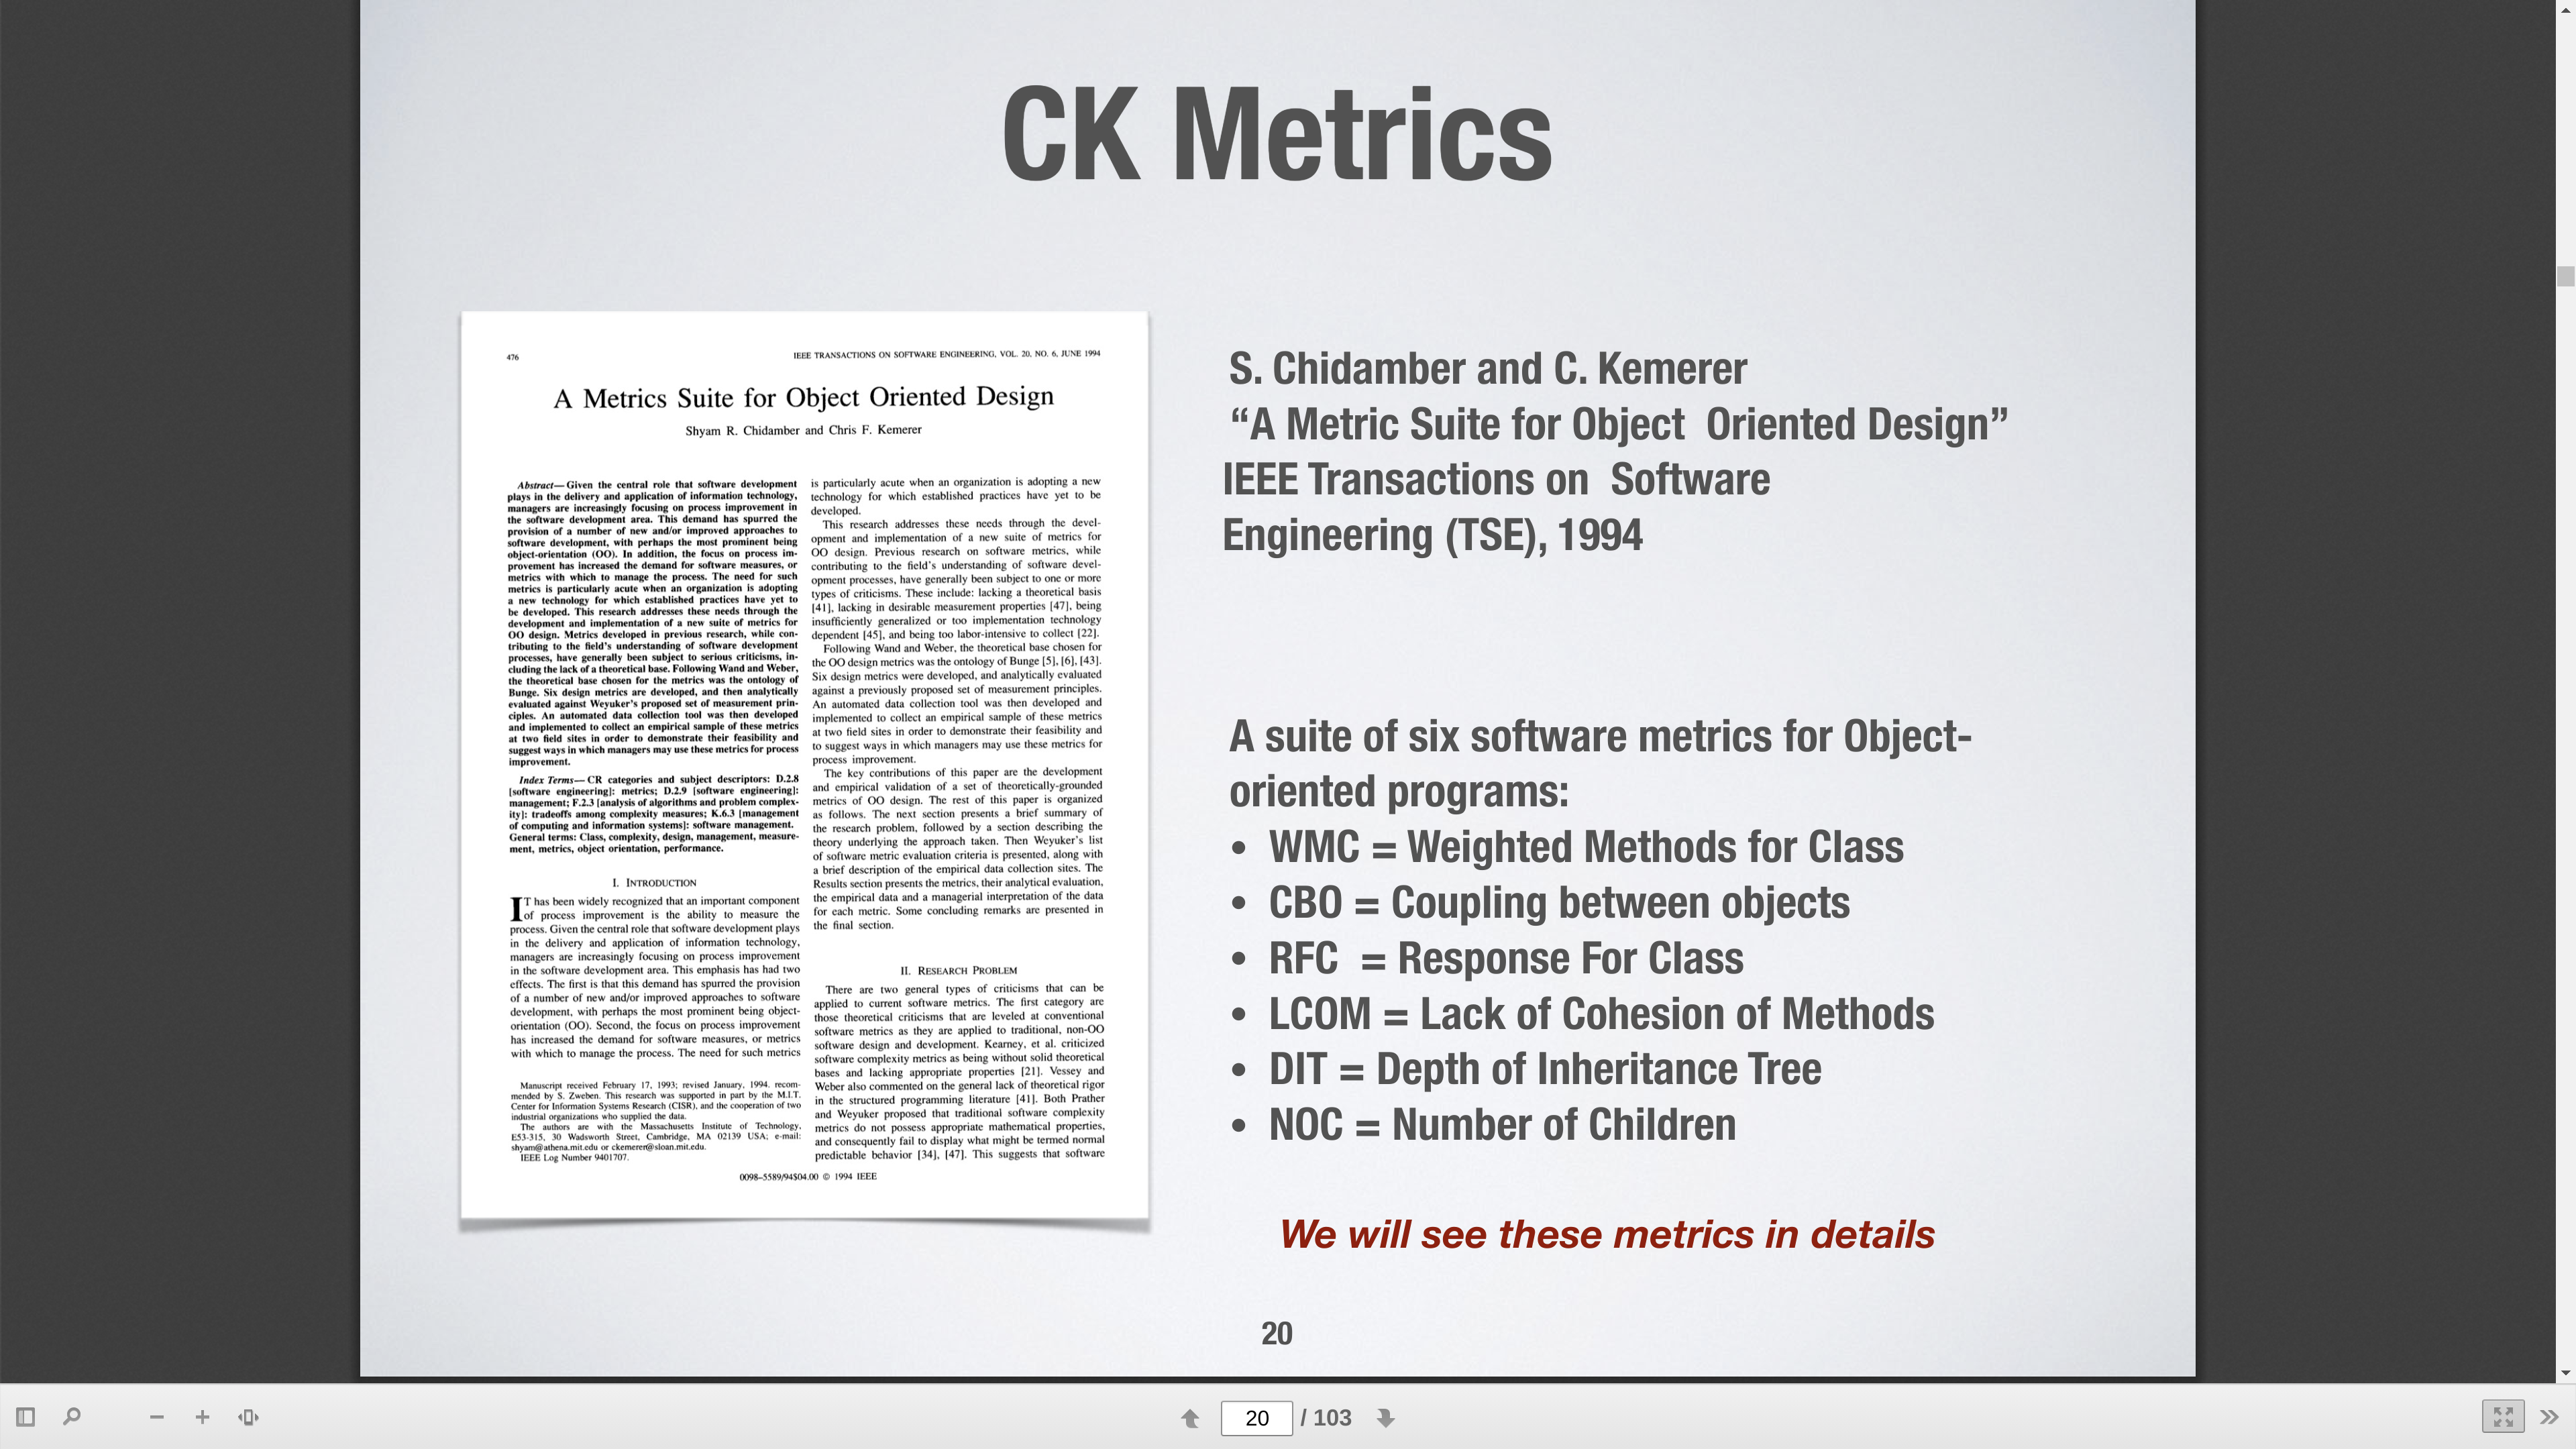 CK Metrics
476
IEEE TRANSACTIONS ON SOFTWARE ENGINEERING, VOL. 20, NO. 6, JUNE 1994
A Metrics Suite for Object Oriented Design
Shyam R. Chidamber and Chris F. Kemerer
Abstract—Given the central role that software development
plays in the delivery and application of information technology,
managers are increasingly focusing on process improvement in
the software development area. This demand has spurred the
provision of a number of new and/or improved approaches to
software development, with perhaps the most prominent being
object-orientation (OO). In addition, the focus on process im-
provement has increased the demand for software measures, or
metrics with which to manage the process. The need for such
metrics is particularly acute when an organization is adopting
a new technology for which established practices have yet to
be developed. This research addresses these needs through the
development and implementation of a new suite of metrics for
OO design. Metrics developed in previous research, while con-
tributing to the field's understanding of software development
processes, have generally been subject to serious criticisms, in-
cluding the lack of a theoretical base. Following Wand and Weber,
the theoretical base chosen for the metrics was the ontology of
Bunge. Six design metrics are developed, and then analytically
evaluated against Weyuker's proposed set of measurement prin-
ciples. An automated data collection tool was then developed
and implemented to collect an empirical sample of these metrics
at two field sites in order to demonstrate their feasibility and
suggest ways in which managers may use these metrics for process
improvement.
Index Terms—CR categories and subject descriptors: D.2.8
[software engineering]: metrics; D.2.9 [software engineering]:
management; F.2.3 [analysis of algorithms and problem complex-
ity]: tradeoffs among complexity measures; K.6.3 [management
of computing and information systems]: software management.
General terms: Class, complexity, design, management, measure-
ment, metrics, object orientation, performance.
I. INTRODUCTION
IT has been widely recognized that an important component
of process improvement is the ability to measure the
process. Given the central role that software development plays
in the delivery and application of information technology,
managers are increasingly focusing on process improvement
in the software development area. This emphasis has had two
effects. The first is that this demand has spurred the provision
of a number of new and/or improved approaches to software
development, with perhaps the most prominent being object-
orientation (OO). Second, the focus on process improvement
has increased the demand for software measures, or metrics
with which to manage the process. The need for such metrics
Manuscript received February 17, 1993; revised January, 1994. recom-
mended by S. Zweben. This research was supported in part by the M.I.T.
Center for Information Systems Research (CISR), and the cooperation of two
industrial organizations who supplied the data.
The authors are with the Massachusetts Institute of Technology,
E53-315, 30 Wadsworth Street, Cambridge, MA 02139 USA; e-mail:
shyam@athena.mit.edu or ckemerer@sloan.mit.edu.
IEEE Log Number 9401707.
is particularly acute when an organization is adopting a new
technology for which established practices have yet to be
developed.
This research addresses these needs through the devel-
opment and implementation of a new suite of metrics for
OO design. Previous research on software metrics, while
contributing to the field's understanding of software devel-
opment processes, have generally been subject to one or more
types of criticisms. These include: lacking a theoretical basis
[41], lacking in desirable measurement properties [47], being
insufficiently generalized or too implementation technology
dependent [45], and being too labor-intensive to collect [22].
Following Wand and Weber, the theoretical base chosen for
the OO design metrics was the ontology of Bunge [5], [6], [43].
Six design metrics were developed, and analytically evaluated
against a previously proposed set of measurement principles.
An automated data collection tool was then developed and
implemented to collect an empirical sample of these metrics
at two field sites in order to demonstrate their feasibility and
to suggest ways in which managers may use these metrics for
process improvement.
The key contributions of this paper are the development
and empirical validation of a set of theoretically-grounded
metrics of OO design. The rest of this paper is organized
as follows. The next section presents a brief summary of
the research problem, followed by a section describing the
theory underlying the approach taken. Then Weyuker's list
of software metric evaluation criteria is presented, along with
a brief description of the empirical data collection sites. The
Results section presents the metrics, their analytical evaluation,
the empirical data and a managerial interpretation of the data
for each metric. Some concluding remarks are presented in
the final section.
II. RESEARCH PROBLEM
There are two general types of criticisms that can be
applied to current software metrics. The first category are
those theoretical criticisms that are leveled at conventional
software metrics as they are applied to traditional, non-OO
software design and development. Kearney, et al. criticized
software complexity metrics as being without solid theoretical
bases and lacking appropriate properties [21]. Vessey and
Weber also commented on the general lack of theoretical rigor
in the structured programming literature [41]. Both Prather
and Weyuker proposed that traditional software complexity
metrics do not possess appropriate mathematical properties,
and consequently fail to display what might be termed normal
predictable behavior [34], [47]. This suggests that software
0098–5589/94$04.00 © 1994 IEEE
S. Chidamber and C. Kemerer
“A Metric Suite for Object Oriented Design”
IEEE Transactions on Software
Engineering (TSE), 1994
A suite of six software metrics for Object-
oriented programs:
• WMC = Weighted Methods for Class
• CBO = Coupling between objects
• RFC = Response For Class
• LCOM = Lack of Cohesion of Methods
• DIT = Depth of Inheritance Tree
• NOC = Number of Children
We will see these metrics in details
20
20 / 103